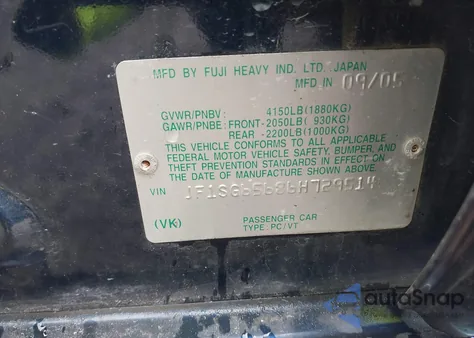 MFD BY FUJI HEAVY IND. LTD. JAPAN
MFD IN 09/05
GVWR/PNBV: 4150LB(1880KG)
GAWR/PNBE: FRONT-2050LB( 930KG)
REAR -2200LB(1000KG)
THIS VEHICLE CONFORMS TO ALL APPLICABLE
FEDERAL MOTOR VEHICLE SAFETY, BUMPER, AND
THEFT PREVENTION STANDARDS IN EFFECT ON
THE DATE OF MANUFACTURE SHOWN ABOVE.
VIN
(VK)
PASSENGER CAR
TYPE: PC/VT
autoSnap